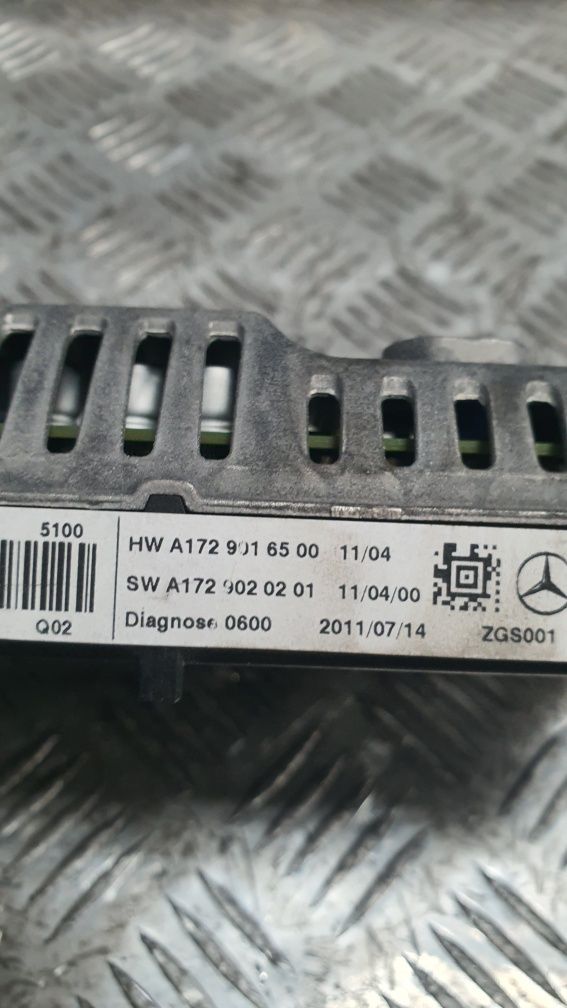 5100
HW A172 901 65 00 11/04
SW A172 902 02 01 11/04/00
Diagnose 0600 2011/07/14
Q02
ZGS001